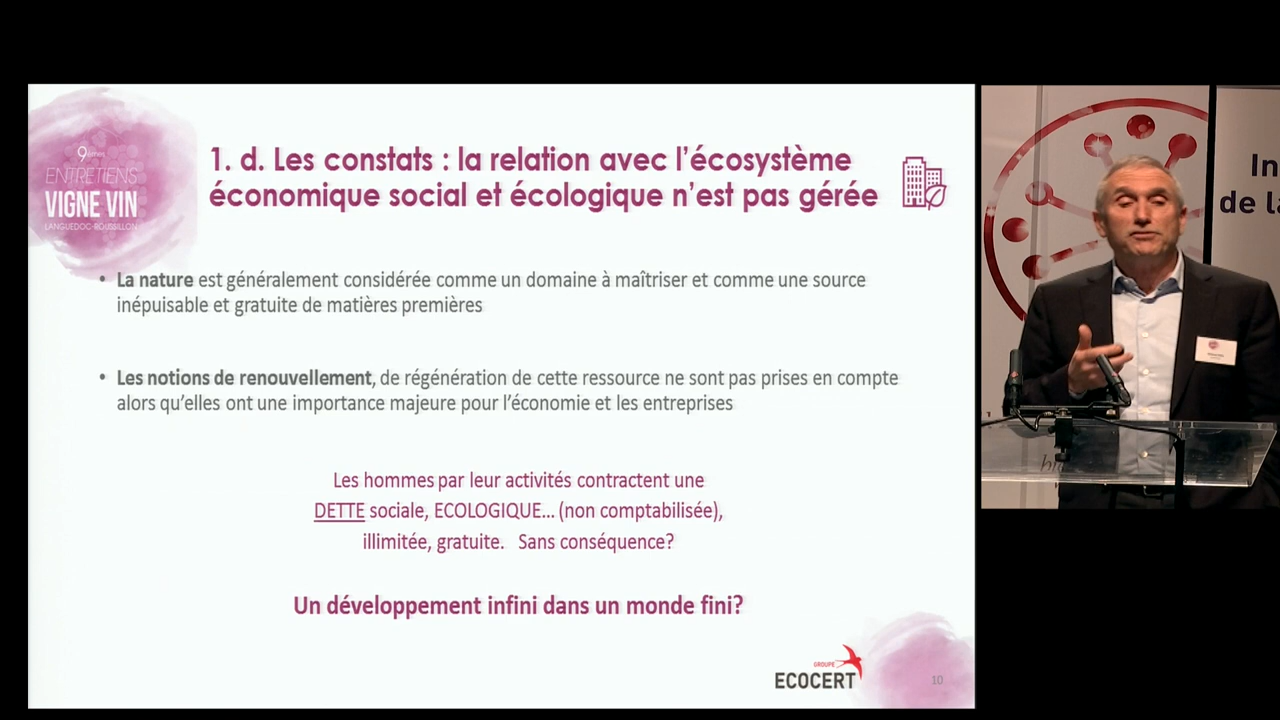 9èmes
ENTRETIENS
VIGNE VIN
LANGUEDOC-ROUSSILLON
1. d. Les constats : la relation avec l'écosystème
économique social et écologique n'est pas gérée
• La nature est généralement considérée comme un domaine à maîtriser et comme une source
inépuisable et gratuite de matières premières
• Les notions de renouvellement, de régénération de cette ressource ne sont pas prises en compte
alors qu'elles ont une importance majeure pour l'économie et les entreprises
Les hommes par leur activités contractent une
DETTE sociale, ECOLOGIQUE... (non comptabilisée),
illimitée, gratuite. Sans conséquence?
Un développement infini dans un monde fini?
GROUPE
ECOCERT
10
In
de la